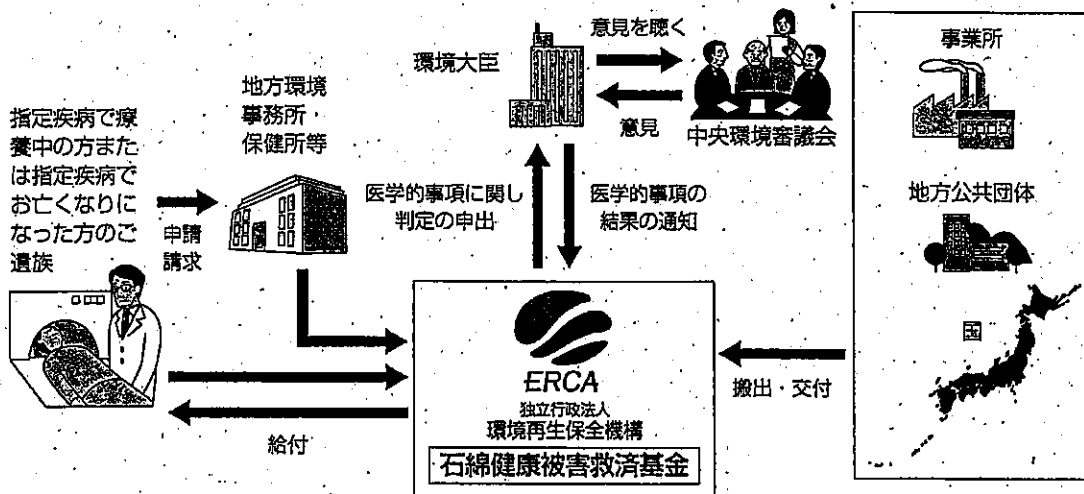 指定疾病で療
養中の方また
は指定疾病で
お亡くなりに
なった方のご
遺族
申請
請求
地方環境
事務所・
保健所等
環境大臣
意見を聴く
意見
中央環境審議会
医学的事項に関し
判定の申出
医学的事項の
結果の通知
事業所
地方公共団体
国
搬出・交付
給付
ERCA
独立行政法人
環境再生保全機構
石綿健康被害救済基金